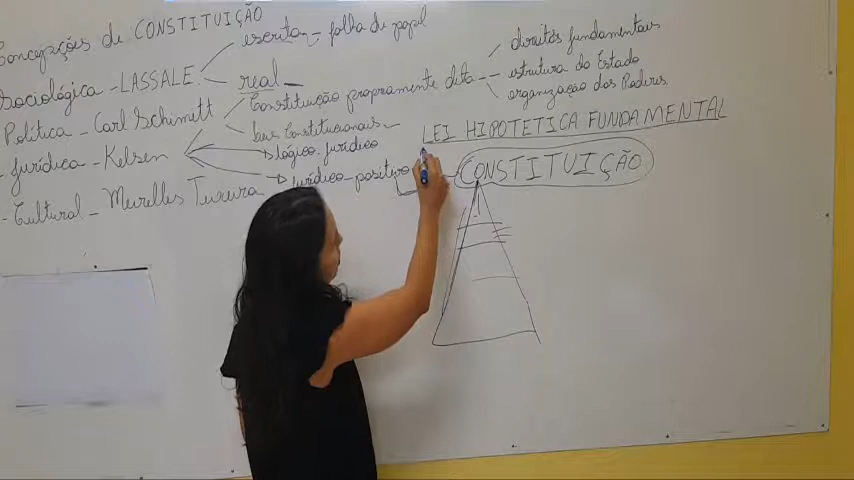 Concepções de CONSTITUIÇÃO
escrita - folha de papel
Sociológica - LASSALE
real
Política - Carl Schimett
Constituição propriamente dita
direitos fundamentais
estrutura do Estado
organização dos Poderes
Leis Constitucionais
Jurídica - Kelsen
lógico-jurídico
jurídico-positivo
LEI HIPOTETICA FUNDAMENTAL
CONSTITUIÇÃO
- Cultural - Meirelles Teixeira